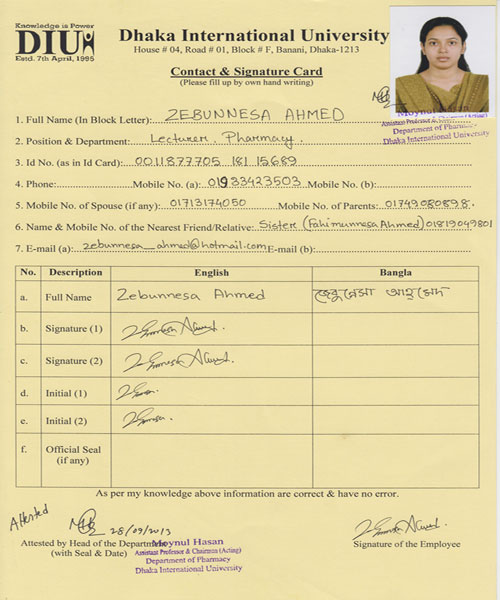 Knowledge is Power
DIU
Estd. 7th April, 1995
Dhaka International University
House # 04, Road # 01, Block # F, Banani, Dhaka-1213
Contact & Signature Card
(Please fill up by own hand writing)
Moynul Hasan
Assistant Professor & Chairman (Acting)
Department of Pharmacy
Dhaka International University
1. Full Name (In Block Letter): ZEBUNNESA AHMED
2. Position & Department: Lecturer, Pharmacy.
3. Id No. (as in Id Card): 0011877705 181 15689
4. Phone: Mobile No. (a): 01933423503 Mobile No. (b):
5. Mobile No. of Spouse (if any): 01713174050 Mobile No. of Parents: 01749080898.
6. Name & Mobile No. of the Nearest Friend/Relative: Sister (Fahimunnesa Ahmed) 01819049801
7. E-mail (a): zebunnesa_ahmed@hotmail.com E-mail (b):
No. Description English Bangla
a. Full Name Zebunnesa Ahmed জেবুন্নেসা আহমেদ
b. Signature (1)
c. Signature (2)
d. Initial (1)
e. Initial (2)
f. Official Seal (if any)
As per my knowledge above information are correct & have no error.
Attested
28/09/2013
Attested by Head of the Department
(with Seal & Date)
Moynul Hasan
Assistant Professor & Chairman (Acting)
Department of Pharmacy
Dhaka International University
Signature of the Employee